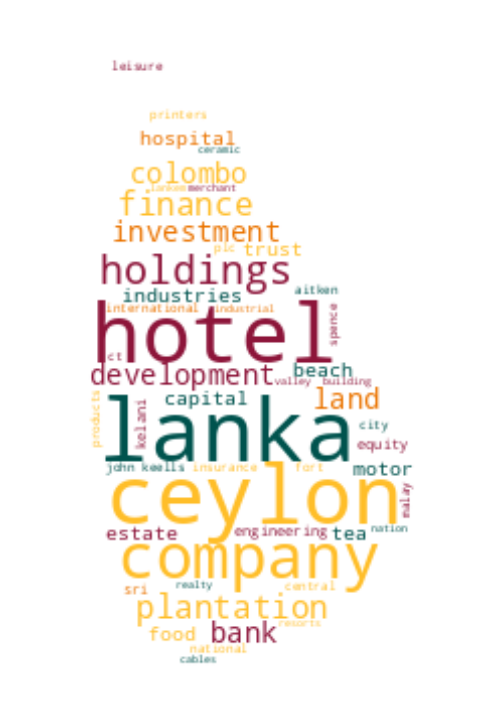 leisure
printers
hospital
ceramic
colombo
lankem merchant
finance
investment
plc trust
holdings
aitken
industries
international industrial
spence
hotel
ct
beach
development
valley building
land
capital
products
kelani
lanka
city
equity
john keells insurance fort motor
ceylon
malay
nation
estate engineering tea
company
realty central
sri
plantation
resorts
food bank
national
cables